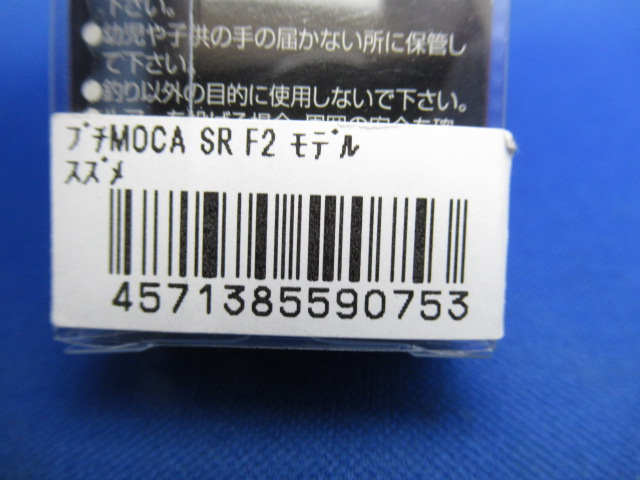 下さい。
●幼児や子供の手の届かない所に保管し
て下さい。
●釣り以外の目的に使用しないで下さい。
プチMOCA SR F2 モデル
スズメ
4571385590753